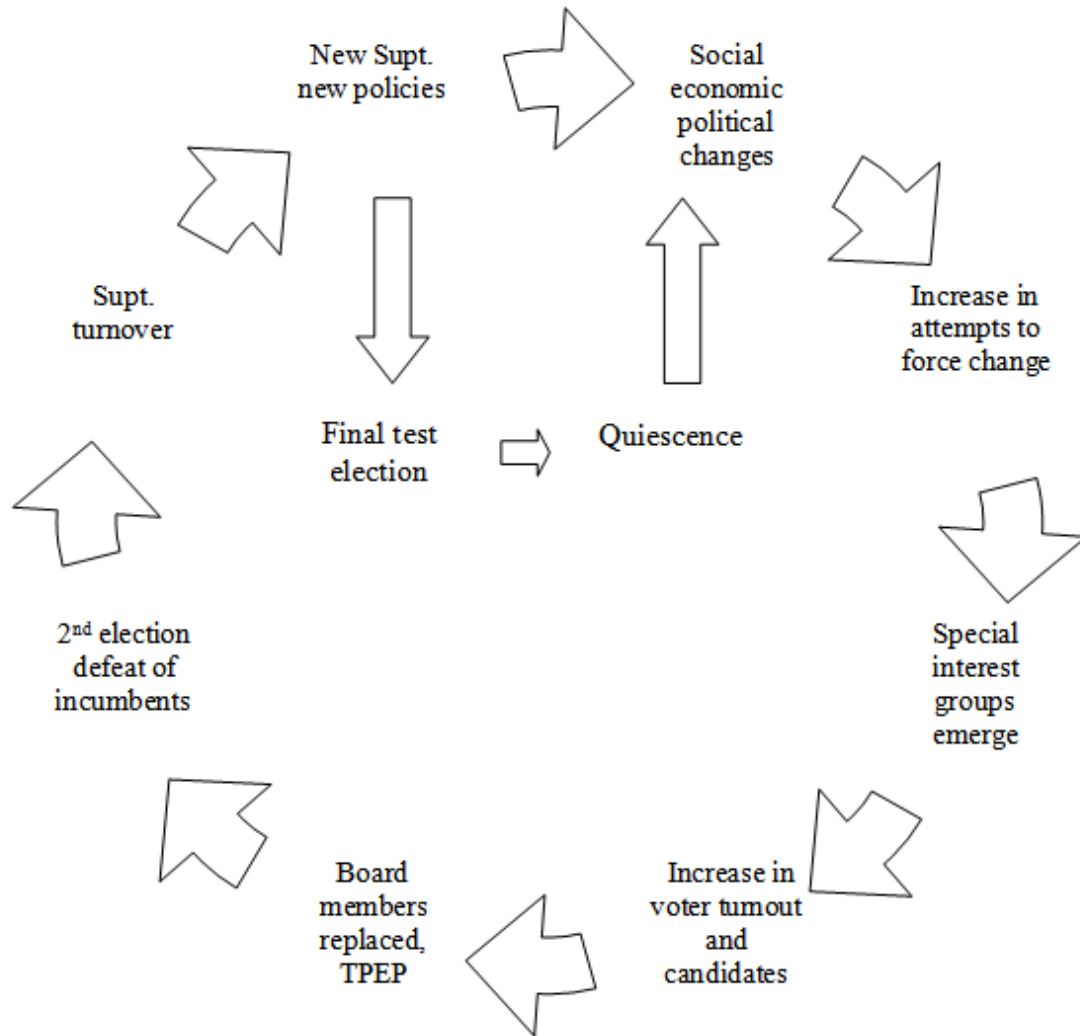 New Supt.
new policies
Social
economic
political
changes
Increase in
attempts to
force change
Special
interest
groups
emerge
Increase in
voter turnout
and
candidates
Board
members
replaced,
TPEP
2nd election
defeat of
incumbents
Supt.
turnover
Final test
election
Quiescence